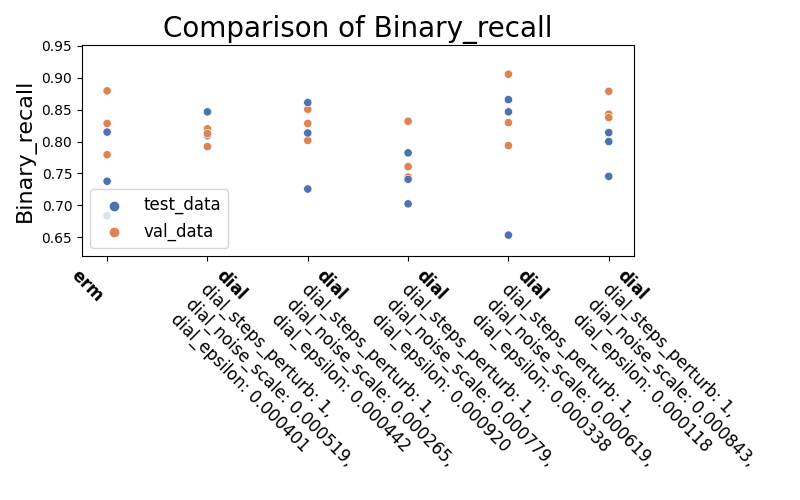 Comparison of Binary_recall
Binary_recall
0.95
0.90
0.85
0.80
0.75
0.70
0.65
test_data
val_data
erm
dial
dial_steps_perturb: 1,
dial_noise_scale: 0.000519,
dial_epsilon: 0.000401
dial
dial_steps_perturb: 1,
dial_noise_scale: 0.000265,
dial_epsilon: 0.000442
dial
dial_steps_perturb: 1,
dial_noise_scale: 0.000779,
dial_epsilon: 0.000920
dial
dial_steps_perturb: 1,
dial_noise_scale: 0.000619,
dial_epsilon: 0.000338
dial
dial_steps_perturb: 1,
dial_noise_scale: 0.000843,
dial_epsilon: 0.000118